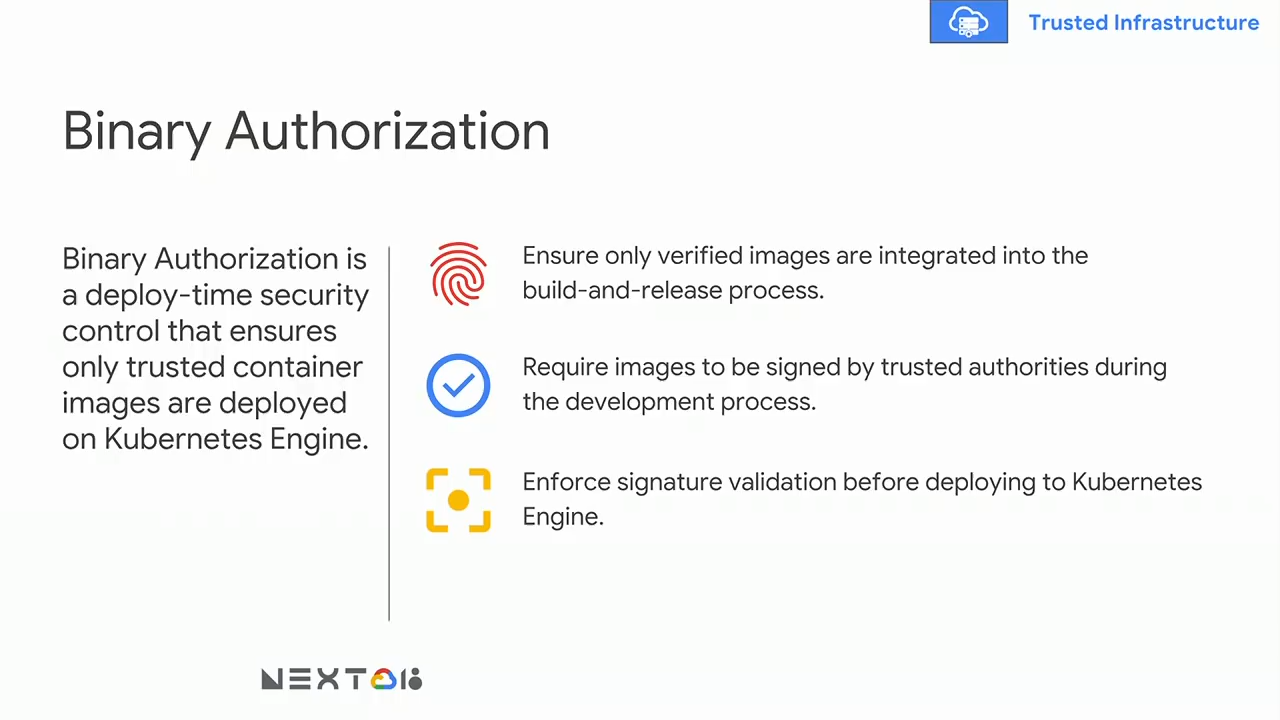 Trusted Infrastructure
Binary Authorization
Binary Authorization is
a deploy-time security
control that ensures
only trusted container
images are deployed
on Kubernetes Engine.
Ensure only verified images are integrated into the
build-and-release process.
Require images to be signed by trusted authorities during
the development process.
Enforce signature validation before deploying to Kubernetes
Engine.
NEXT 18